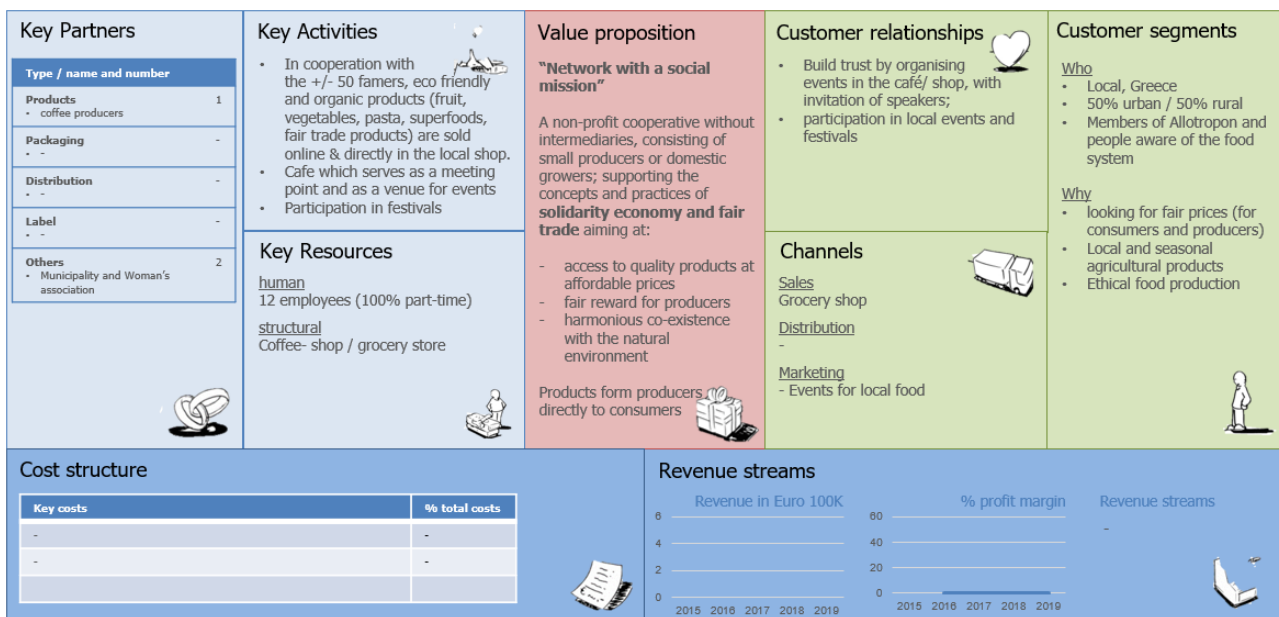 Key Partners
Type / name and number
Products 1
• coffee producers
Packaging -
• -
Distribution -
• -
Label -
• -
Others 2
• Municipality and Woman's
association
Key Activities
• In cooperation with
the +/- 50 famers, eco friendly
and organic products (fruit,
vegetables, pasta, superfoods,
fair trade products) are sold
online & directly in the local shop.
• Cafe which serves as a meeting
point and as a venue for events
• Participation in festivals
Key Resources
human
12 employees (100% part-time)
structural
Coffee- shop / grocery store
Value proposition
“Network with a social
mission”
A non-profit cooperative without
intermediaries, consisting of
small producers or domestic
growers; supporting the
concepts and practices of
solidarity economy and fair
trade aiming at:
- access to quality products at
affordable prices
- fair reward for producers
- harmonious co-existence
with the natural
environment
Products form producers
directly to consumers
Customer relationships
• Build trust by organising
events in the café/ shop, with
invitation of speakers;
• participation in local events and
festivals
Channels
Sales
Grocery shop
Distribution
-
Marketing
- Events for local food
Customer segments
Who
• Local, Greece
• 50% urban / 50% rural
• Members of Allotropon and
people aware of the food
system
Why
• looking for fair prices (for
consumers and producers)
• Local and seasonal
agricultural products
• Ethical food production
Cost structure
Key costs % total costs
- -
- -
Revenue streams
Revenue in Euro 100K
6
4
2
0
2015 2016 2017 2018 2019
% profit margin
60
40
20
0
2015 2016 2017 2018 2019
Revenue streams
-